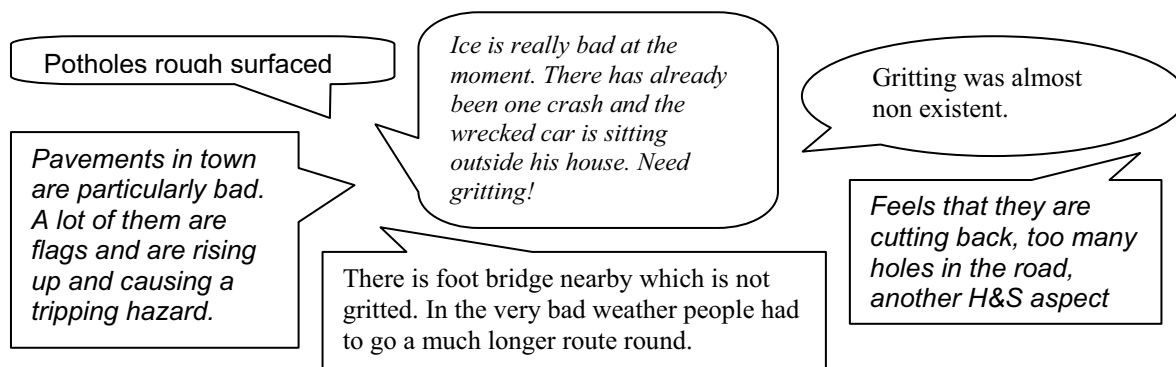 Potholes rough surfaced
Ice is really bad at the
moment. There has already
been one crash and the
wrecked car is sitting
outside his house. Need
gritting!
Gritting was almost
non existent.
Pavements in town
are particularly bad.
A lot of them are
flags and are rising
up and causing a
tripping hazard.
Feels that they are
cutting back, too many
holes in the road,
another H&S aspect
There is foot bridge nearby which is not
gritted. In the very bad weather people had
to go a much longer route round.